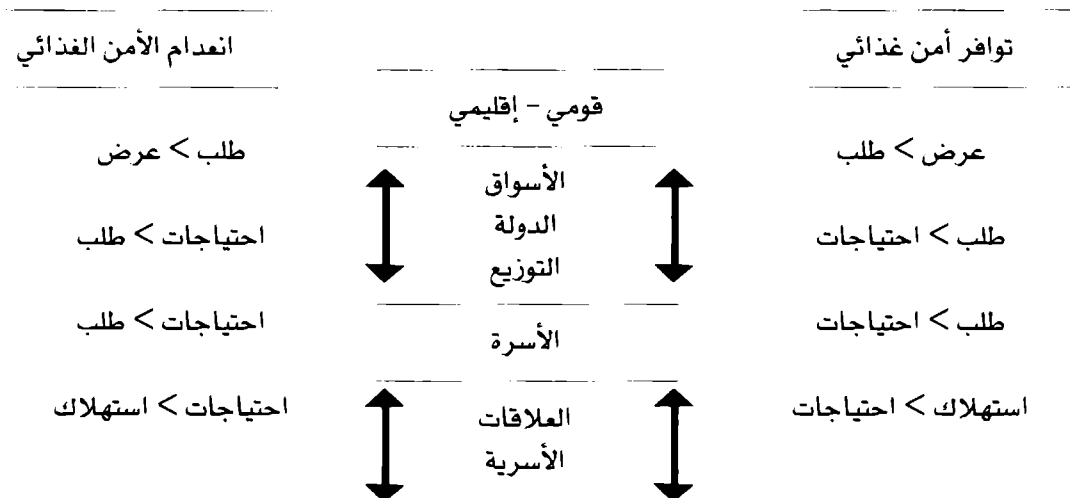 توافر أمن غذائي
انعدام الأمن الغذائي
قومي - إقليمي
عرض > طلب
طلب > عرض
الأسواق
الدولة
التوزيع
طلب > احتياجات
احتياجات > طلب
طلب > احتياجات
الأسرة
احتياجات > طلب
استهلاك > احتياجات
العلاقات
الأسرية
احتياجات > استهلاك